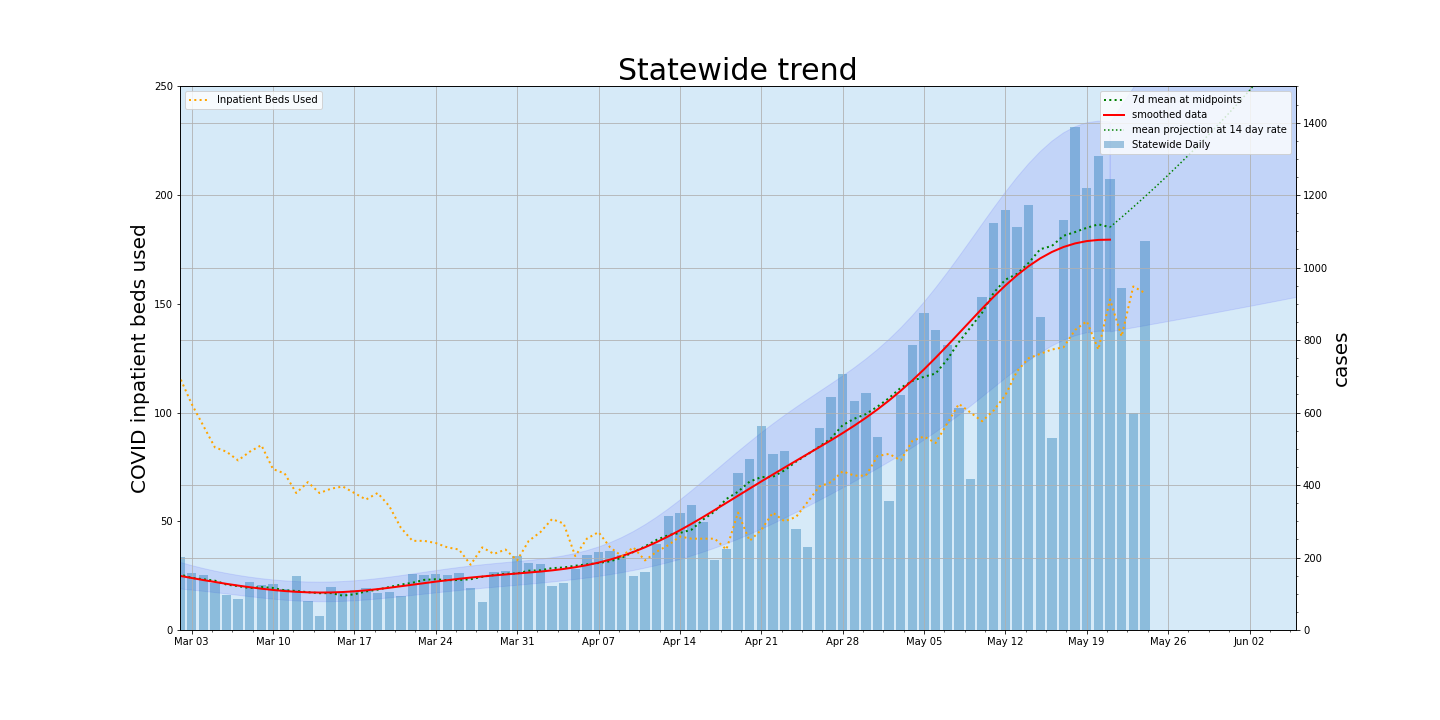 Statewide trend
Inpatient Beds Used
7d mean at midpoints
smoothed data
mean projection at 14 day rate
Statewide Daily
COVID inpatient beds used
250
200
150
100
50
0
cases
1400
1200
1000
800
600
400
200
0
Mar 03 Mar 10 Mar 17 Mar 24 Mar 31 Apr 07 Apr 14 Apr 21 Apr 28 May 05 May 12 May 19 May 26 Jun 02